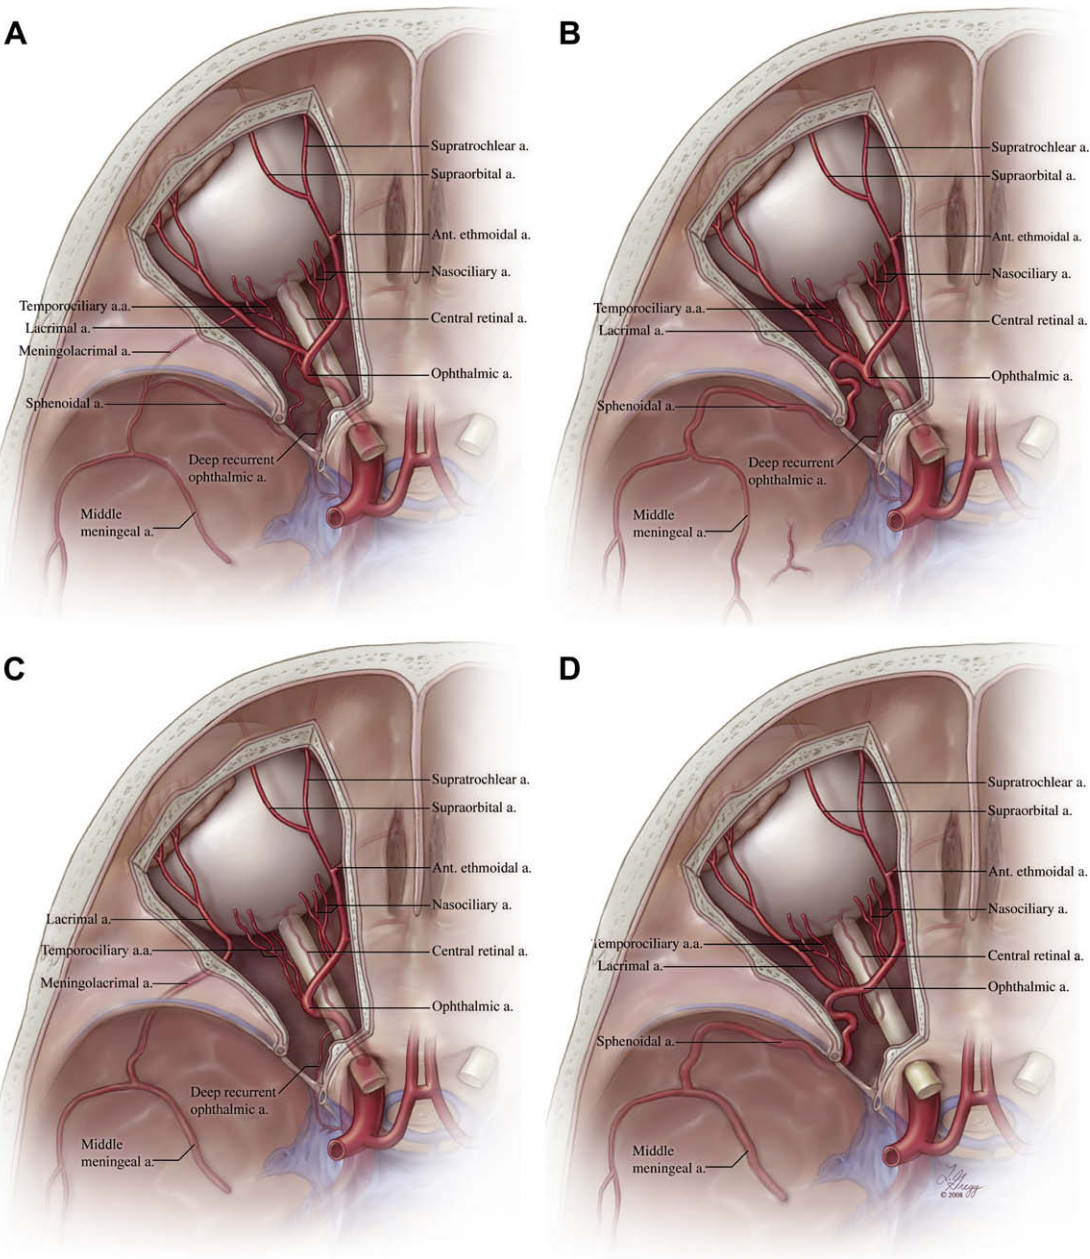 A
Supratrochlear a.
Supraorbital a.
Ant. ethmoidal a.
Nasociliary a.
Temporociliary a.a.
Central retinal a.
Lacrimal a.
Meningolacrimal a.
Ophthalmic a.
Sphenoidal a.
Deep recurrent
ophthalmic a.
Middle
meningeal a.
B
Supratrochlear a.
Supraorbital a.
Ant. ethmoidal a.
Nasociliary a.
Temporociliary a.a.
Central retinal a.
Lacrimal a.
Ophthalmic a.
Sphenoidal a.
Deep recurrent
ophthalmic a.
Middle
meningeal a.
C
Supratrochlear a.
Supraorbital a.
Ant. ethmoidal a.
Nasociliary a.
Lacrimal a.
Temporociliary a.a.
Central retinal a.
Meningolacrimal a.
Ophthalmic a.
Deep recurrent
ophthalmic a.
Middle
meningeal a.
D
Supratrochlear a.
Supraorbital a.
Ant. ethmoidal a.
Nasociliary a.
Temporociliary a.a.
Central retinal a.
Lacrimal a.
Ophthalmic a.
Sphenoidal a.
Middle
meningeal a.
Gregg
© 2008